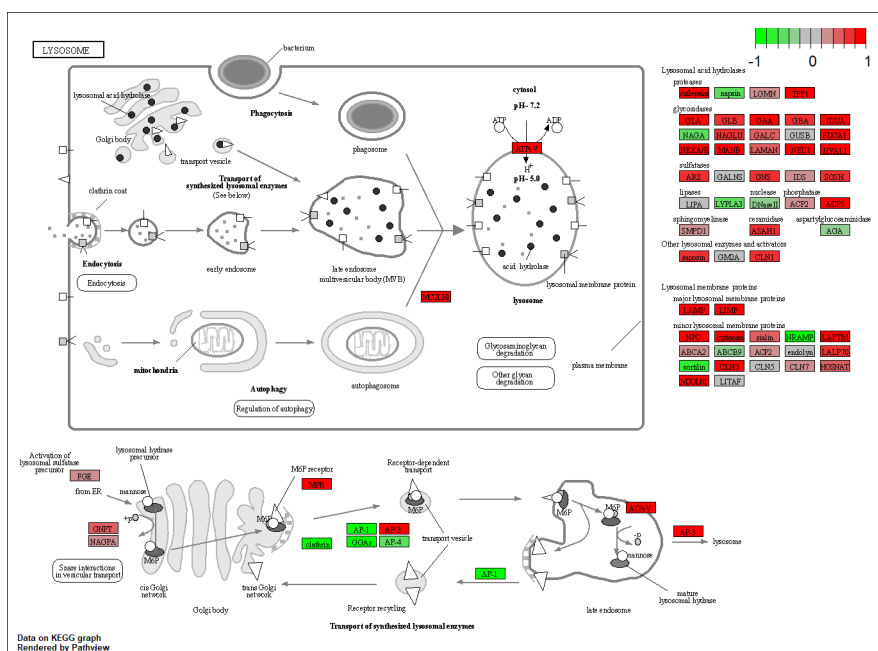 LYSOSOME
bacterium
-1 0 1
lysosomal acid hydrolase
Golgi body
Phagocytosis
phagosome
transport vesicle
Transport of
synthesized lysosomal enzymes
(See below)
clathrin coat
Endocytosis
Endocytosis
early endosome
late endosome
multivesicular body (MVB)
cytosol
pH~ 7.2
ATP
ADP
ATPeV
H+
pH~ 5.0
acid hydrolase
lysosomal membrane protein
lysosome
MCOLN1
mitochondria
Autophagy
autophagosome
Regulation of autophagy
Glycosaminoglycan
degradation
Other glycan
degradation
plasma membrane
Lysosomal acid hydrolases
proteases
cathepsin napsin LGMN TPP1
glycosidases
GLA GLB GAA GBA IDUA
NAGA NAGLU GALC GUSB FUCA1
HEXA/B MANB LAMAN NEU1 HYAL1
sulfatases
ARS GALNS GNS IDS SGSH
lipases nuclease phosphatase
LIPA LYPLA3 DNaseII ACP2 ACP5
sphingomyelinase ceramidase aspartylglucosaminidase
SMPD1 ASAH1 AGA
Other lysosomal enzymes and activators
saposin GM2A CLN1
Lysosomal membrane proteins
major lysosomal membrane proteins
LAMP LIMP
minor lysosomal membrane proteins
NPC cystinosin sialin NRAMP LAPTM
ABCA2 ABCB9 ACP2 endolyn LALP70
sortilin CLN3 CLN5 CLN7 HGSNAT
MCOLN1 LITAF
Activation of
lysosomal sulfatase
precursor
FGE
from ER
lysosomal hydrase
precursor
mannose
+p
GNPT
NAGPA
M6P
Snare interactions
in vesicular transport
cis Golgi
network
Golgi body
trans Golgi
network
M6P receptor
MPR
M6P
clathrin
AP-1 AP-3
GGAs AP-4
Receptor-dependent
transport
M6P
transport vesicle
Receptor recycling
AP-1
M6P
M6P
ATPeV
-p
mannose
AP-3
lysosome
mature
lysosomal hydrase
late endosome
Transport of synthesized lysosomal enzymes
Data on KEGG graph
Rendered by Pathview